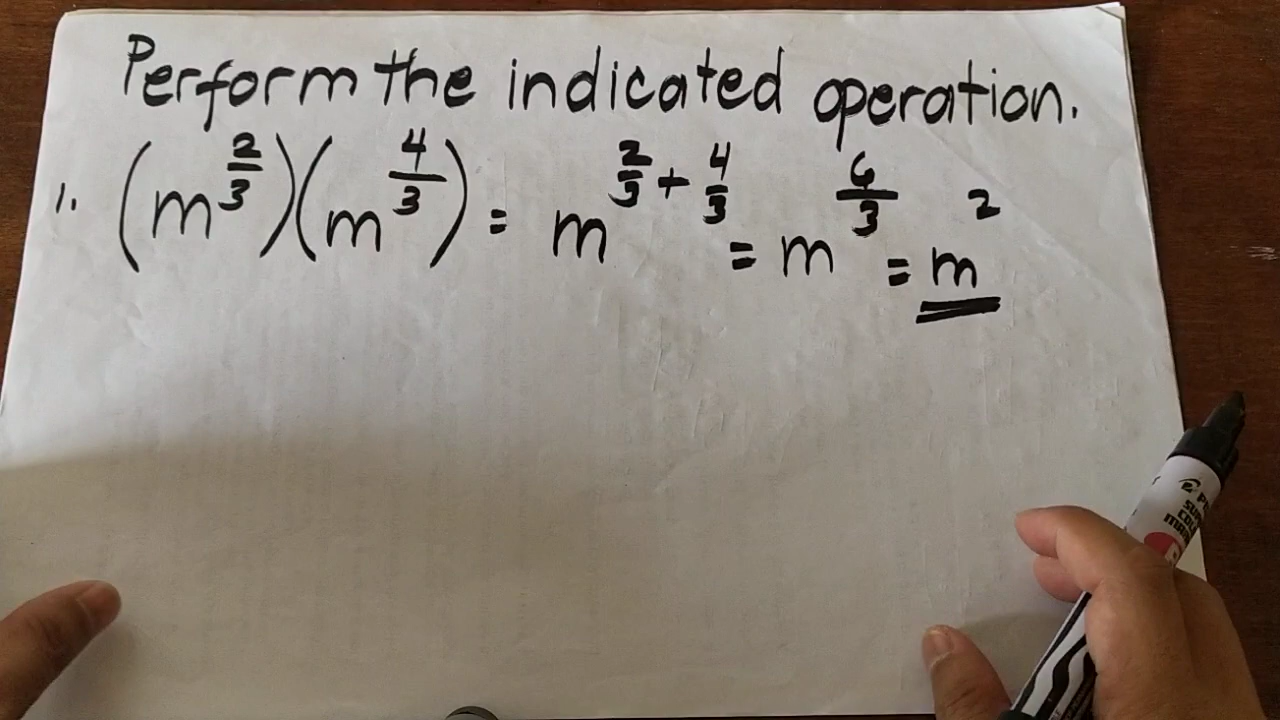 Perform the indicated operation.
1. (m^(2/3))(m^(4/3)) = m^(2/3 + 4/3) = m^(6/3) = m^2